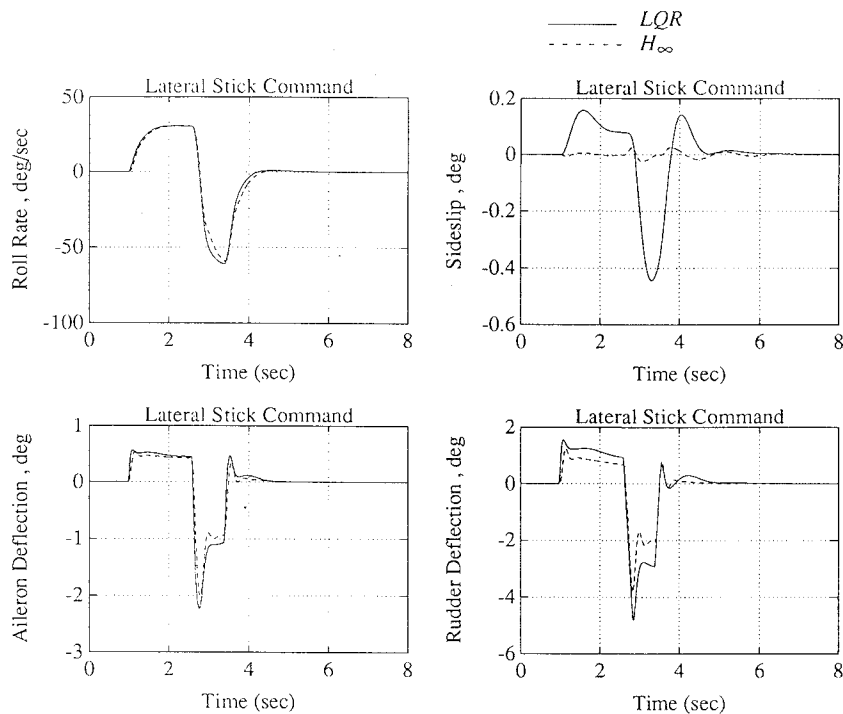 LQR
H∞
Lateral Stick Command
50
0
-50
-100
Roll Rate , deg/sec
0 2 4 6 8
Time (sec)
Lateral Stick Command
0.2
0
-0.2
-0.4
-0.6
Sideslip , deg
0 2 4 6 8
Time (sec)
Lateral Stick Command
1
0
-1
-2
-3
Aileron Deflection , deg
0 2 4 6 8
Time (sec)
Lateral Stick Command
2
0
-2
-4
-6
Rudder Deflection , deg
0 2 4 6 8
Time (sec)